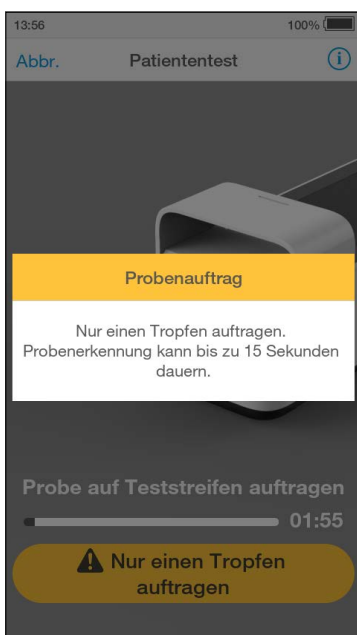 13:56 100%
Abbr. Patiententest i
Probenauftrag
Nur einen Tropfen auftragen.
Probenerkennung kann bis zu 15 Sekunden
dauern.
Probe auf Teststreifen auftragen
01:55
Nur einen Tropfen
auftragen